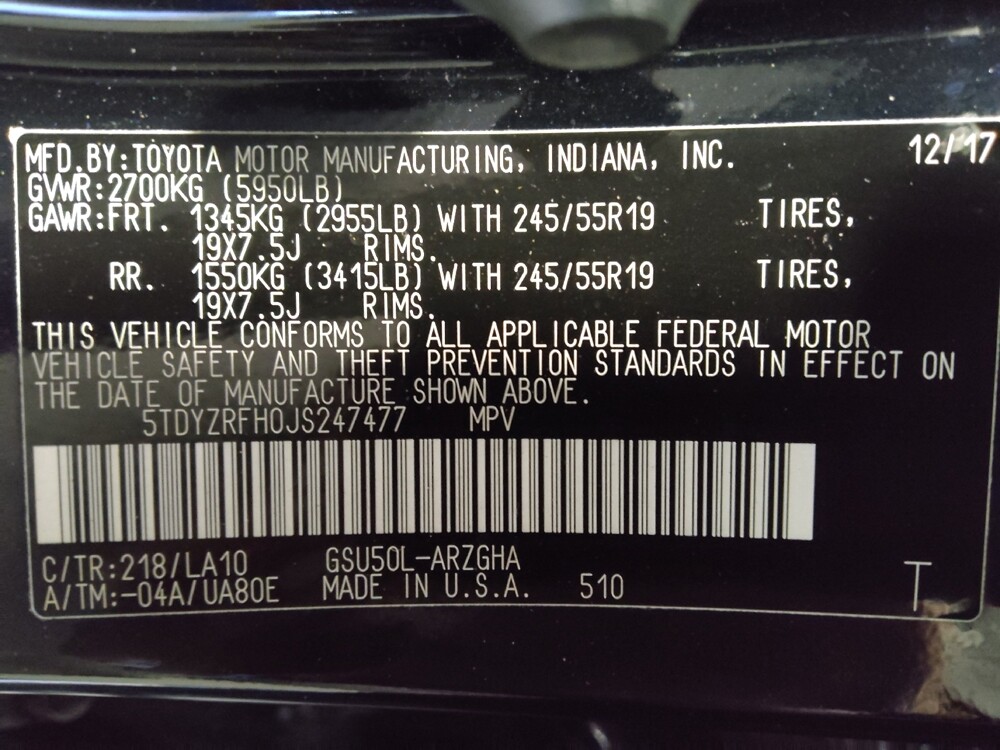 MFD.BY:TOYOTA MOTOR MANUFACTURING, INDIANA, INC. 12/17
GVWR:2700KG (5950LB)
GAWR:FRT. 1345KG (2955LB) WITH 245/55R19 TIRES,
19X7.5J RIMS.
RR. 1550KG (3415LB) WITH 245/55R19 TIRES,
19X7.5J RIMS.
THIS VEHICLE CONFORMS TO ALL APPLICABLE FEDERAL MOTOR
VEHICLE SAFETY AND THEFT PREVENTION STANDARDS IN EFFECT ON
THE DATE OF MANUFACTURE SHOWN ABOVE.
5TDYZRFH0JS247477 MPV
C/TR:218/LA10 GSU50L-ARZGHA
A/TM:-04A/UA80E MADE IN U.S.A. 510 T